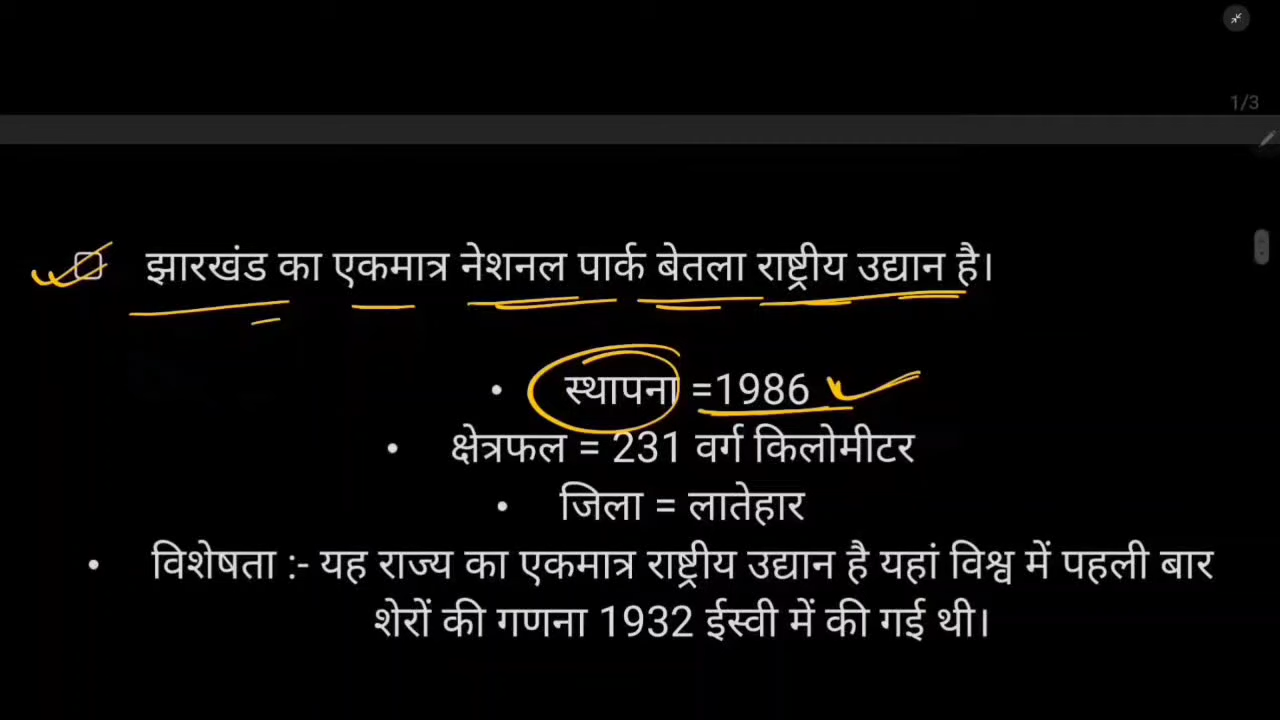 1/3
झारखंड का एकमात्र नेशनल पार्क बेतला राष्ट्रीय उद्यान है।
• स्थापना =1986
• क्षेत्रफल = 231 वर्ग किलोमीटर
• जिला = लातेहार
• विशेषता :- यह राज्य का एकमात्र राष्ट्रीय उद्यान है यहां विश्व में पहली बार
शेरों की गणना 1932 ईस्वी में की गई थी।